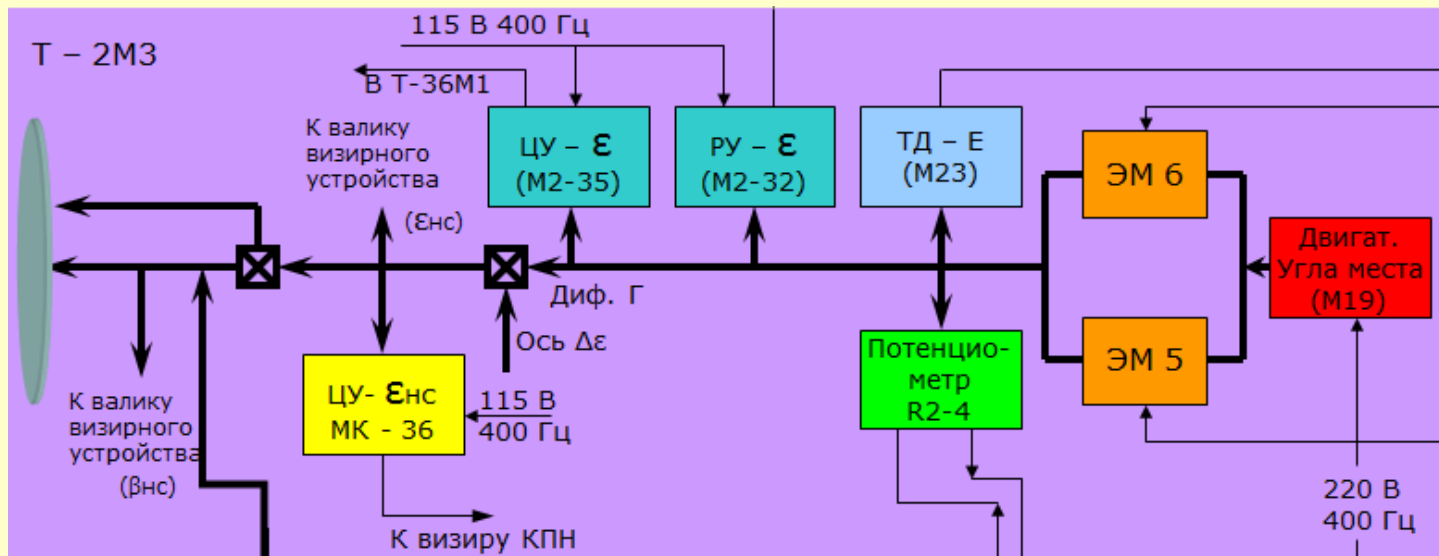 Т – 2М3
115 В 400 Гц
В Т-36М1
К валику
визирного
устройства
(Ɛнс)
ЦУ – Ɛ
(М2-35)
РУ – Ɛ
(М2-32)
ТД – Е
(М23)
ЭМ 6
Двигат.
Угла места
(М19)
Диф. Г
Ось Δε
Потенцио-
метр
R2-4
ЭМ 5
ЦУ- Ɛнс
МК - 36
115 В
400 Гц
К валику
визирного
устройства
(βнс)
220 В
400 Гц
К визиру КПН